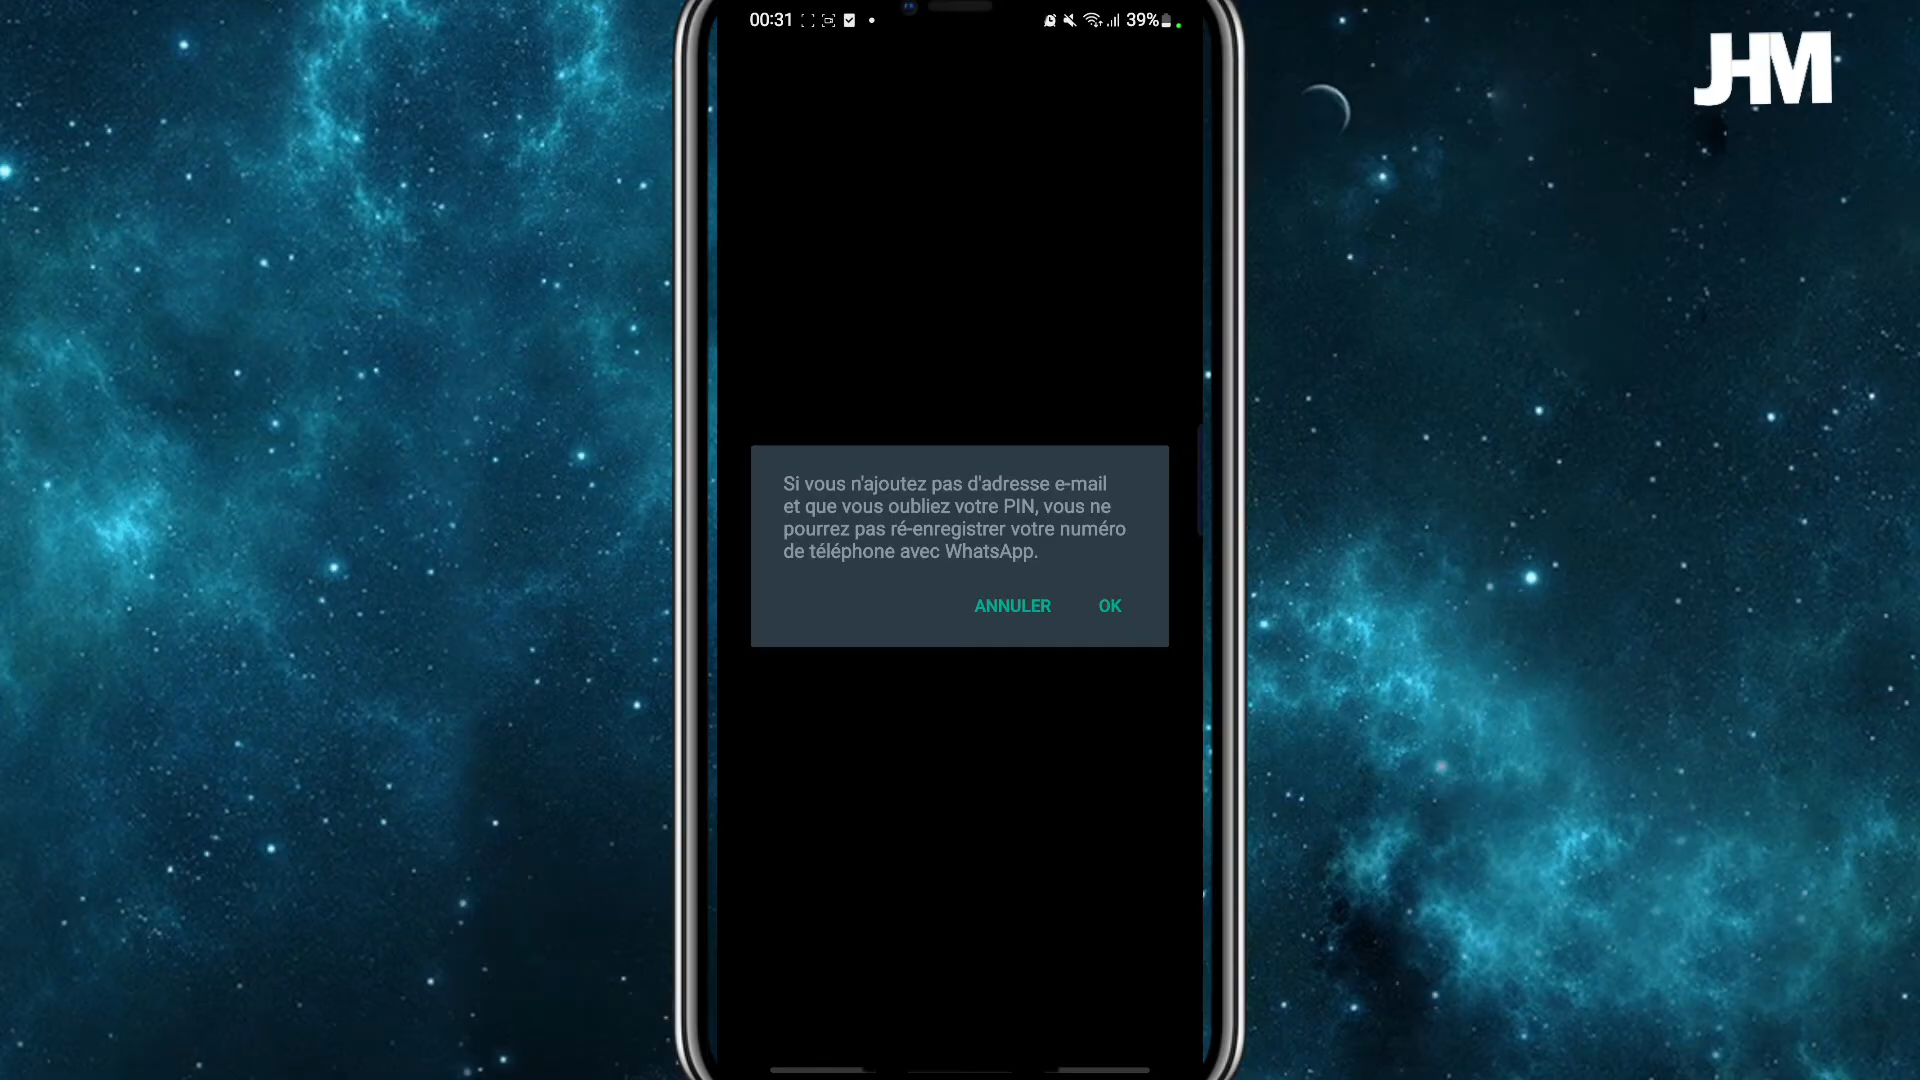 00:31
39%
JHM
Si vous n'ajoutez pas d'adresse e-mail
et que vous oubliez votre PIN, vous ne
pourrez pas ré-enregistrer votre numéro
de téléphone avec WhatsApp.
ANNULER OK